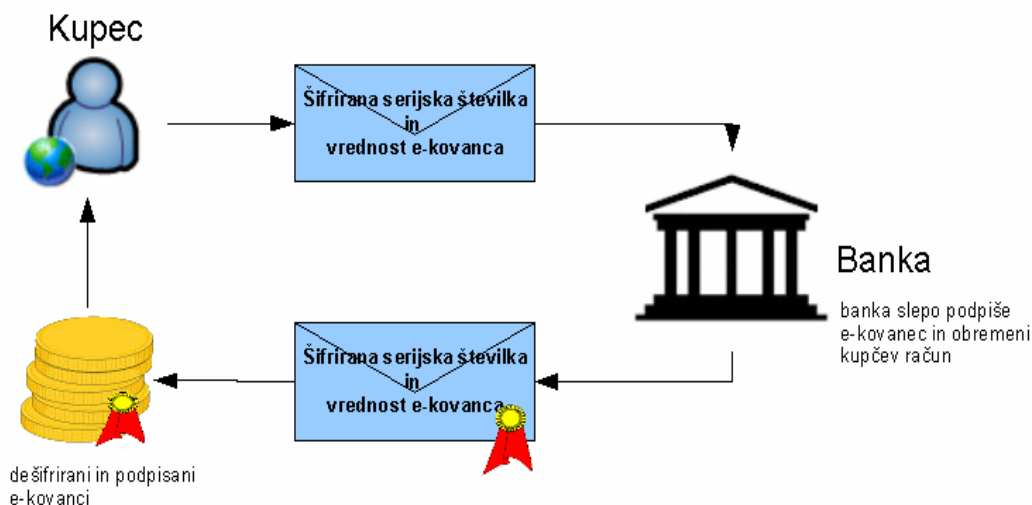 Kupec
Šifrirana serijska številka
in
vrednost e-kovanca
Banka
banka slepo podpiše
e-kovanec in obremeni
kupčev račun
Šifrirana serijska številka
in
vrednost e-kovanca
dešifrirani in podpisani
e-kovanci